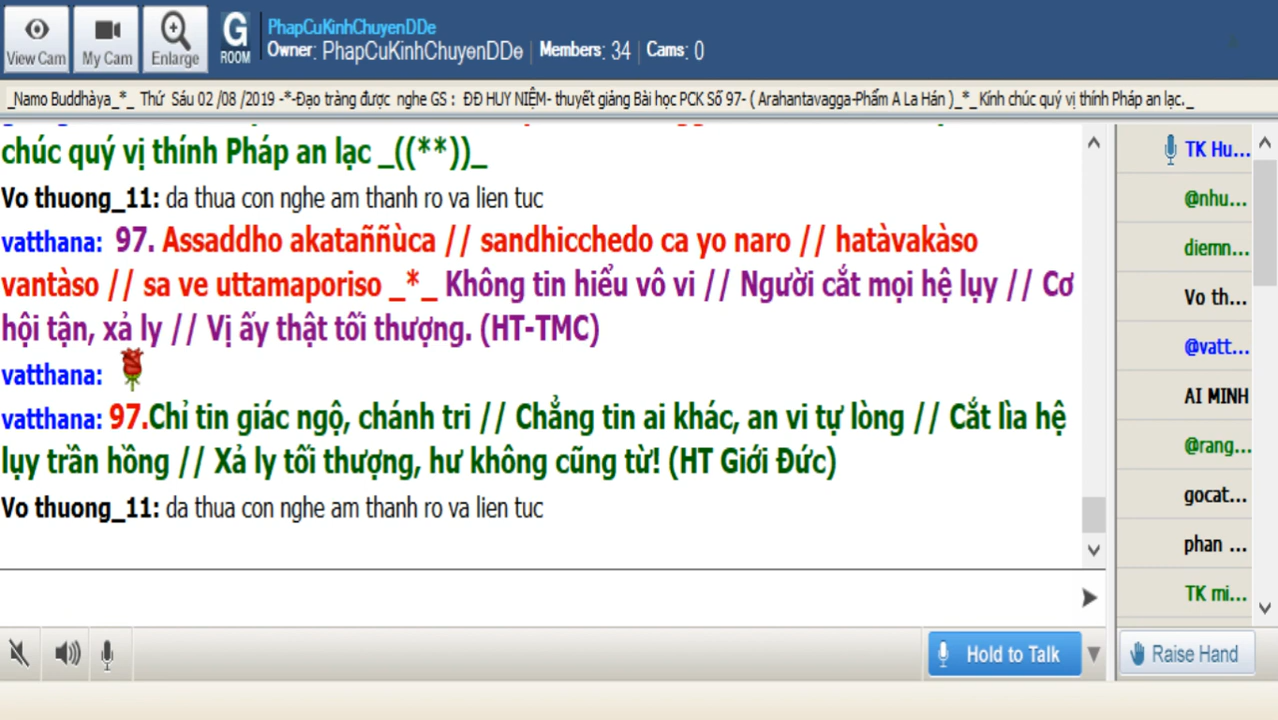 View Cam
My Cam
Enlarge
G
ROOM
PhapCuKinhChuyenDDe
Owner: PhapCuKinhChuyenDDe | Members: 34 | Cams: 0
_Namo Buddhàya_*_ Thứ Sáu 02 /08 /2019 -*-Đạo tràng được nghe GS : ĐĐ HUY NIỆM- thuyết giảng Bài học PCK Số 97- ( Arahantavagga-Phẩm A La Hán )_*_ Kính chúc quý vị thính Pháp an lạc._
chúc quý vị thính Pháp an lạc _((**))_
Vo thuong_11: da thua con nghe am thanh ro va lien tuc
vatthana: 97. Assaddho akataññùca // sandhicchedo ca yo naro // hatàvakàso
vantàso // sa ve uttamaporiso _*_ Không tin hiểu vô vi // Người cắt mọi hệ lụy // Cơ
hội tận, xả ly // Vị ấy thật tối thượng. (HT-TMC)
vatthana:
vatthana: 97.Chỉ tin giác ngộ, chánh tri // Chẳng tin ai khác, an vi tự lòng // Cắt lìa hệ
lụy trần hồng // Xả ly tối thượng, hư không cũng từ! (HT Giới Đức)
Vo thuong_11: da thua con nghe am thanh ro va lien tuc
TK Hu...
@nhu...
diemn...
Vo th...
@vatt...
AI MINH
@rang...
gocat...
phan ...
TK mi...
Hold to Talk
Raise Hand